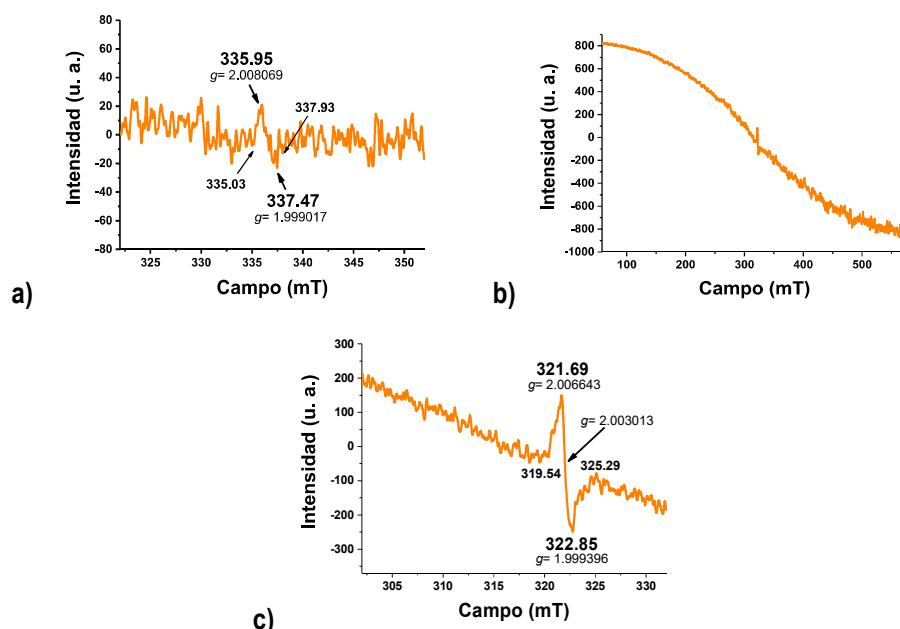 80
60
335.95
g= 2.008069
40
337.93
20
0
-20
335.03
-40
337.47
g= 1.999017
-60
-80
325 330 335 340 345 350
Intensidad (u. a.)
Campo (mT)
a)
800
600
400
200
0
-200
-400
-600
-800
-1000
100 200 300 400 500
Intensidad (u. a.)
Campo (mT)
b)
300
321.69
g= 2.006643
200
g= 2.003013
100
0
319.54
325.29
-100
-200
322.85
-300
g= 1.999396
305 310 315 320 325 330
Intensidad (u. a.)
Campo (mT)
c)